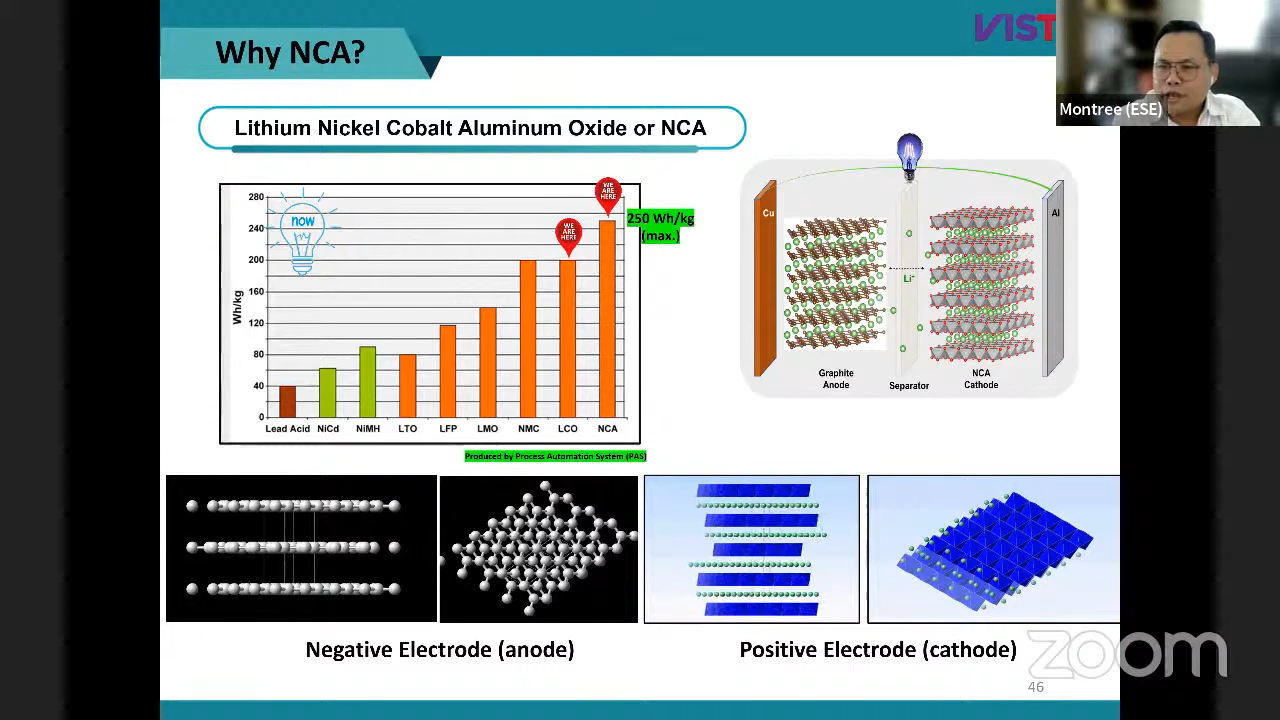 Why NCA?
VIST
Montree (ESE)
Lithium Nickel Cobalt Aluminum Oxide or NCA
280
240
200
160
120
80
40
0
Wh/kg
now
WE
ARE
HERE
WE
ARE
HERE
250 Wh/kg
(max.)
Lead Acid NiCd NiMH LTO LFP LMO NMC LCO NCA
Produced by Process Automation System (PAS)
Cu
Al
Li+
Graphite
Anode
Separator
NCA
Cathode
Negative Electrode (anode)
Positive Electrode (cathode)
zoom
46